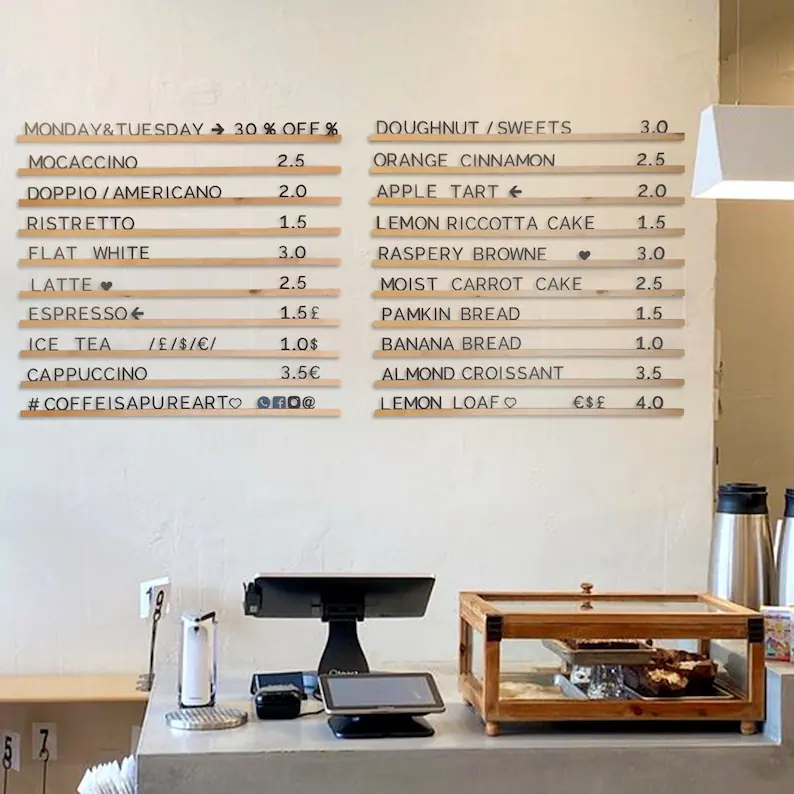 MONDAY&TUESDAY → 30 % OFF %
MOCACCINO 2.5
DOPPIO / AMERICANO 2.0
RISTRETTO 1.5
FLAT WHITE 3.0
LATTE ♥ 2.5
ESPRESSO ← 1.5 £
ICE TEA /£/$/€/ 1.0$
CAPPUCCINO 3.5€
# COFFEISAPUREART♡ @
DOUGHNUT / SWEETS 3.0
ORANGE CINNAMON 2.5
APPLE TART ← 2.0
LEMON RICCOTTA CAKE 1.5
RASPERY BROWNE ♥ 3.0
MOIST CARROT CAKE 2.5
PAMKIN BREAD 1.5
BANANA BREAD 1.0
ALMOND CROISSANT 3.5
LEMON LOAF♡ €$£ 4.0
5
7